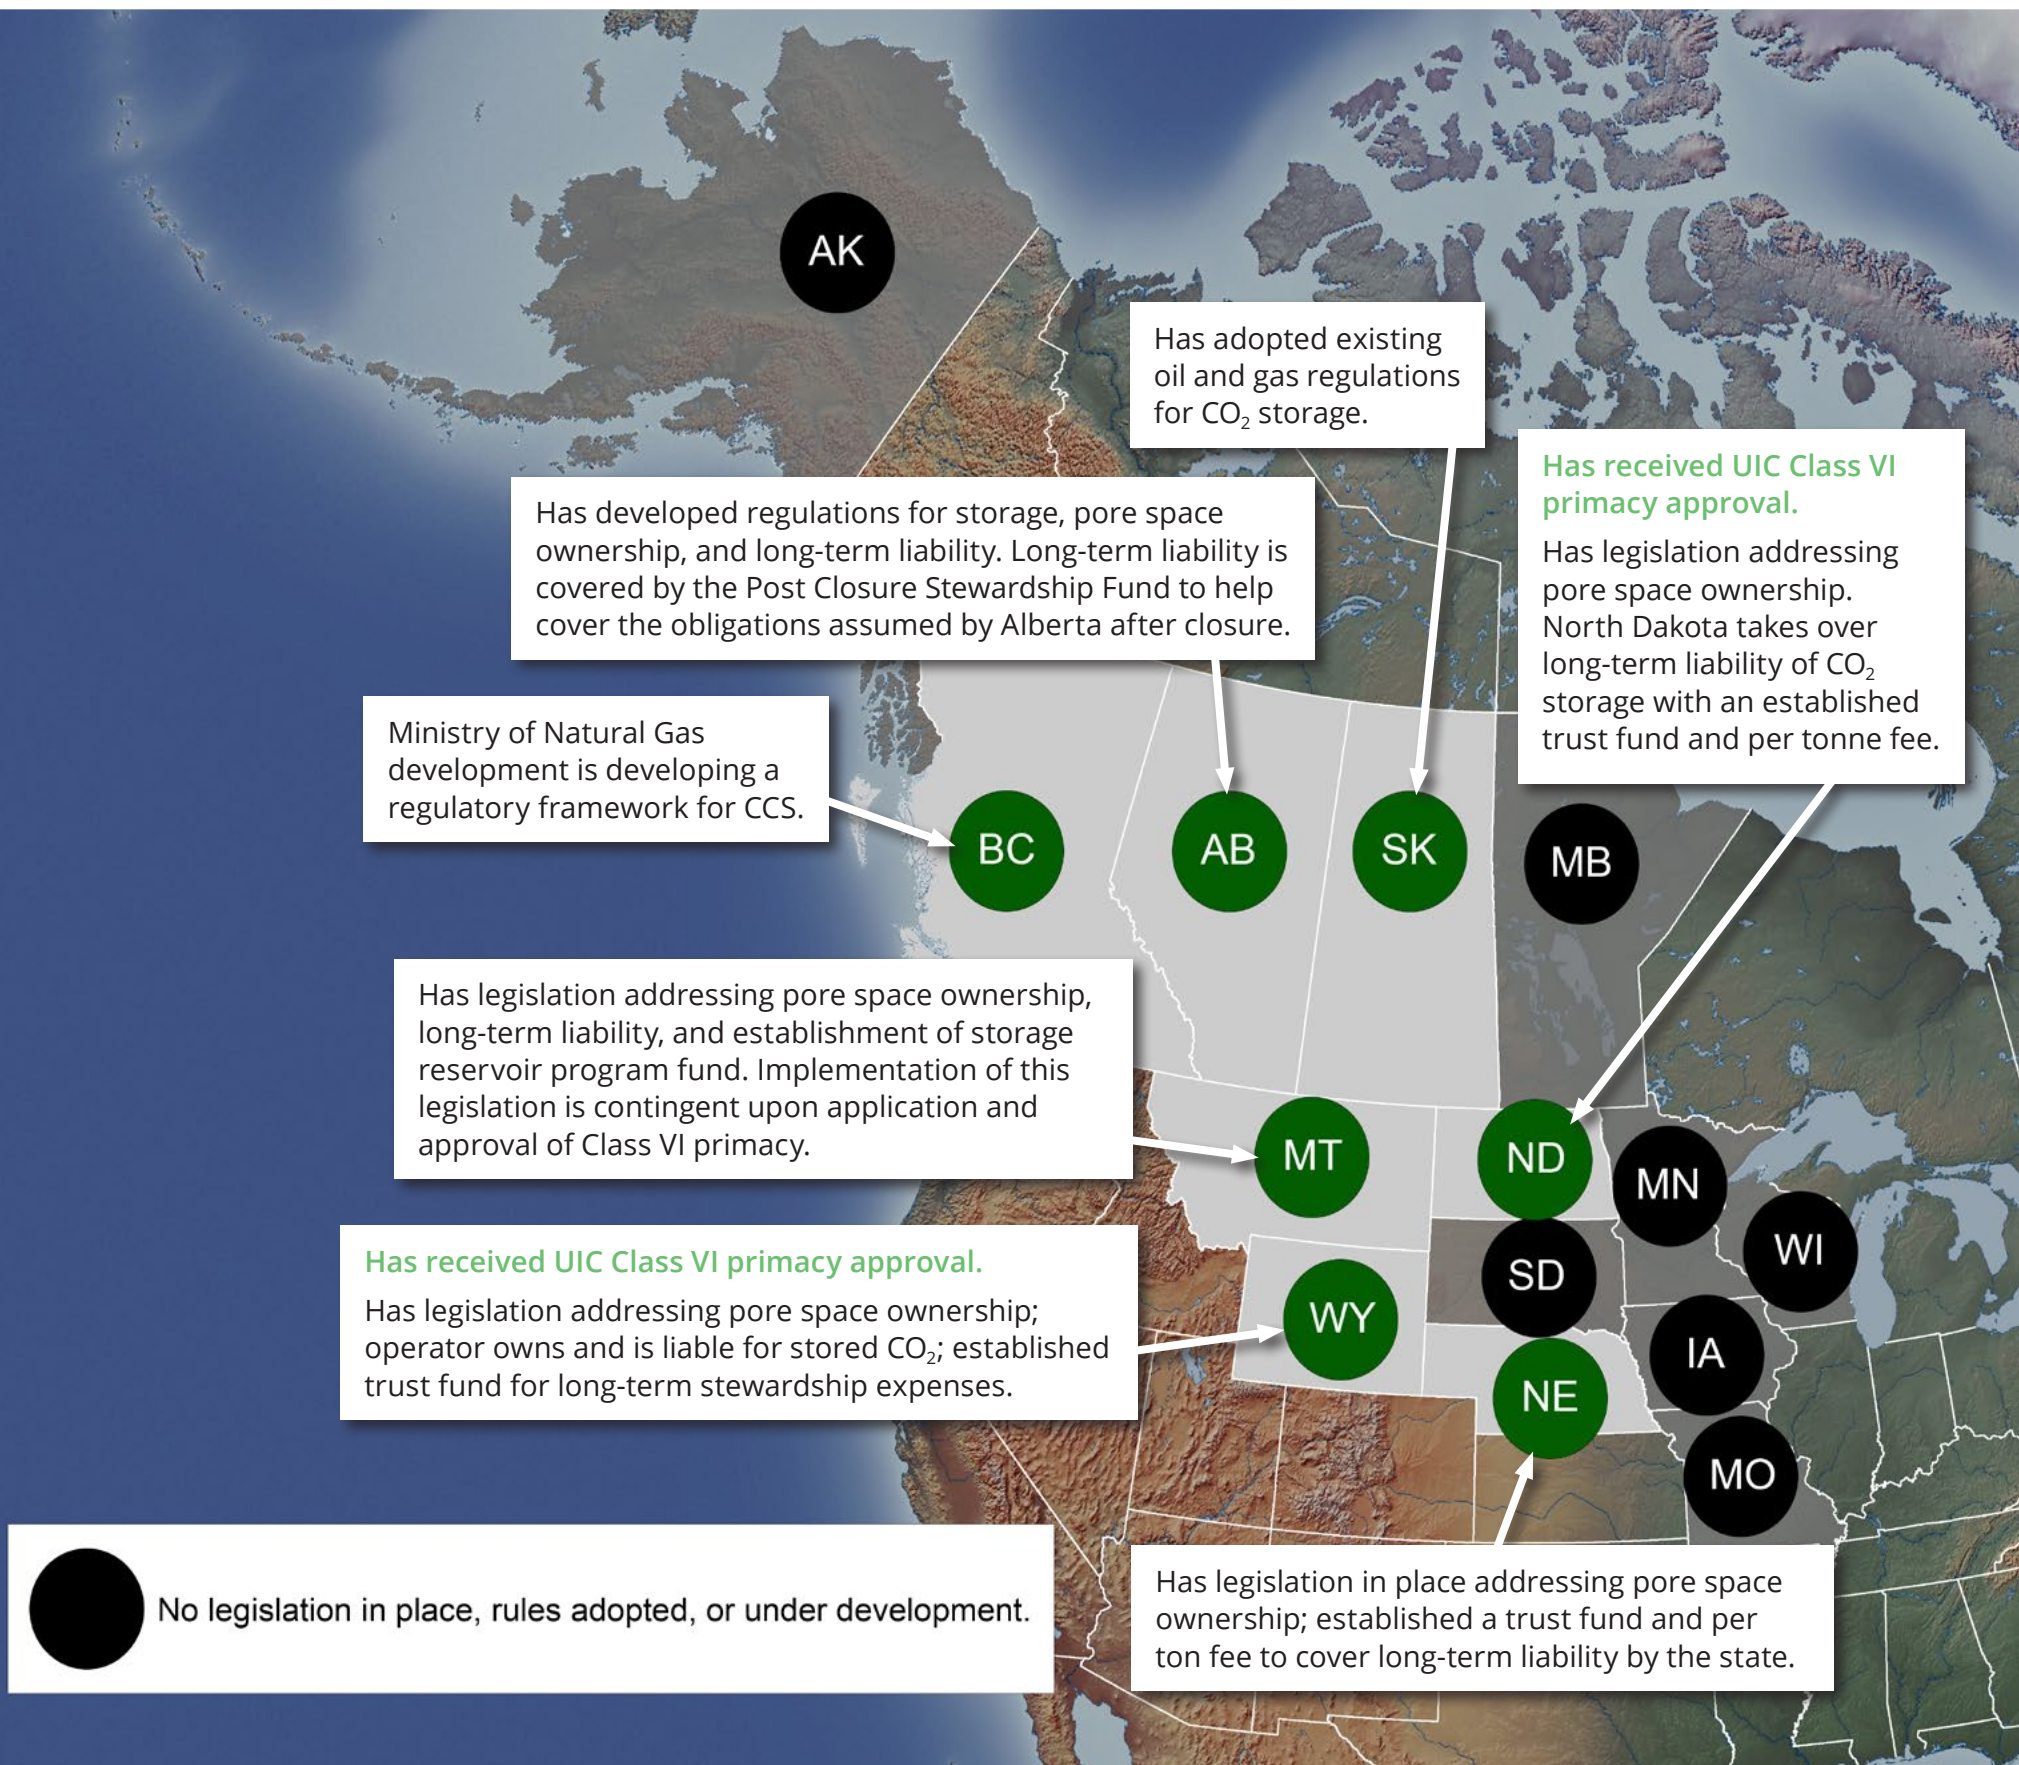 AK
Has adopted existing
oil and gas regulations
for CO₂ storage.
Has received UIC Class VI
primacy approval.
Has legislation addressing
pore space ownership.
North Dakota takes over
long-term liability of CO₂
storage with an established
trust fund and per tonne fee.
Has developed regulations for storage, pore space
ownership, and long-term liability. Long-term liability is
covered by the Post Closure Stewardship Fund to help
cover the obligations assumed by Alberta after closure.
Ministry of Natural Gas
development is developing a
regulatory framework for CCS.
BC
AB
SK
MB
Has legislation addressing pore space ownership,
long-term liability, and establishment of storage
reservoir program fund. Implementation of this
legislation is contingent upon application and
approval of Class VI primacy.
MT
ND
MN
WI
SD
Has received UIC Class VI primacy approval.
Has legislation addressing pore space ownership;
operator owns and is liable for stored CO₂; established
trust fund for long-term stewardship expenses.
WY
IA
NE
MO
No legislation in place, rules adopted, or under development.
Has legislation in place addressing pore space
ownership; established a trust fund and per
ton fee to cover long-term liability by the state.